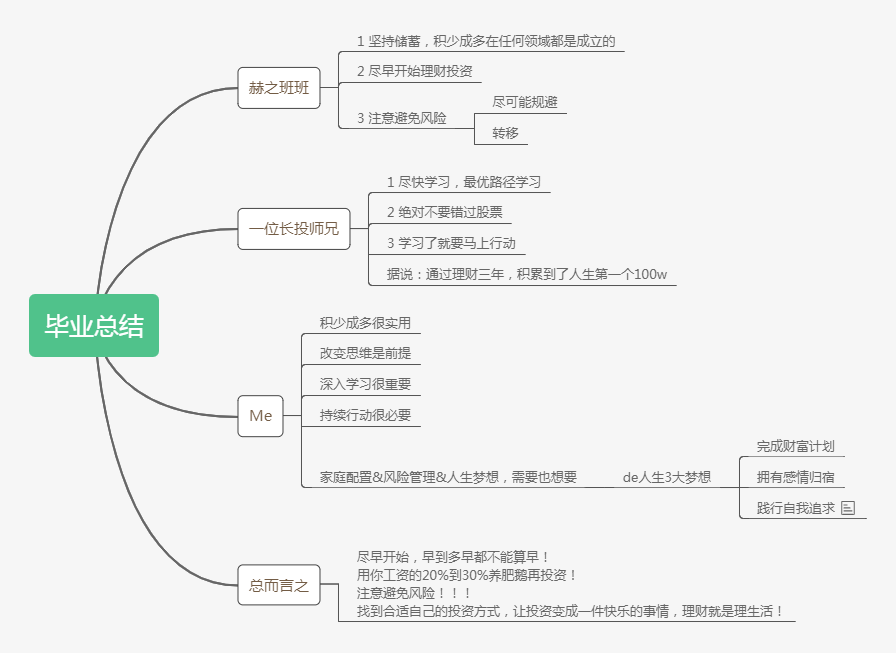 毕业总结
赫之班班
1 坚持储蓄，积少成多在任何领域都是成立的
2 尽早开始理财投资
3 注意避免风险
尽可能规避
转移
一位长投师兄
1 尽快学习，最优路径学习
2 绝对不要错过股票
3 学习了就要马上行动
据说：通过理财三年，积累到了人生第一个100w
Me
积少成多很实用
改变思维是前提
深入学习很重要
持续行动很必要
家庭配置&风险管理&人生梦想，需要也想要
de人生3大梦想
完成财富计划
拥有感情归宿
践行自我追求
总而言之
尽早开始，早到多早都不能算早！
用你工资的20%到30%养肥鹅再投资！
注意避免风险！！！
找到合适自己的投资方式，让投资变成一件快乐的事情，理财就是理生活！